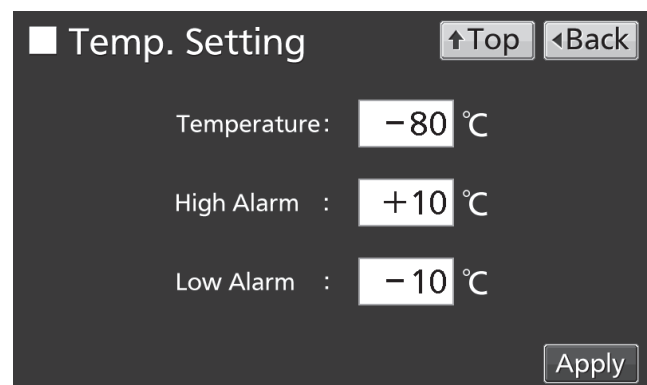 Temp. Setting ↑Top ◂Back
Temperature: −80 ℃
High Alarm : +10 ℃
Low Alarm : −10 ℃
Apply